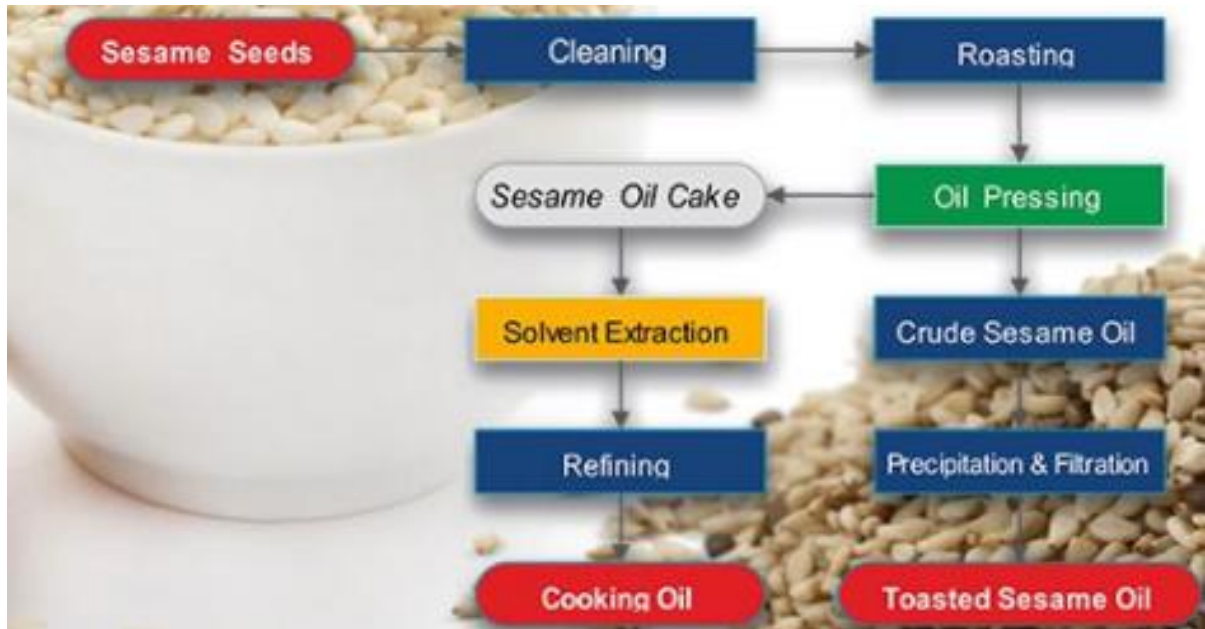 Sesame Seeds
Cleaning
Roasting
Sesame Oil Cake
Oil Pressing
Solvent Extraction
Crude Sesame Oil
Refining
Precipitation & Filtration
Cooking Oil
Toasted Sesame Oil